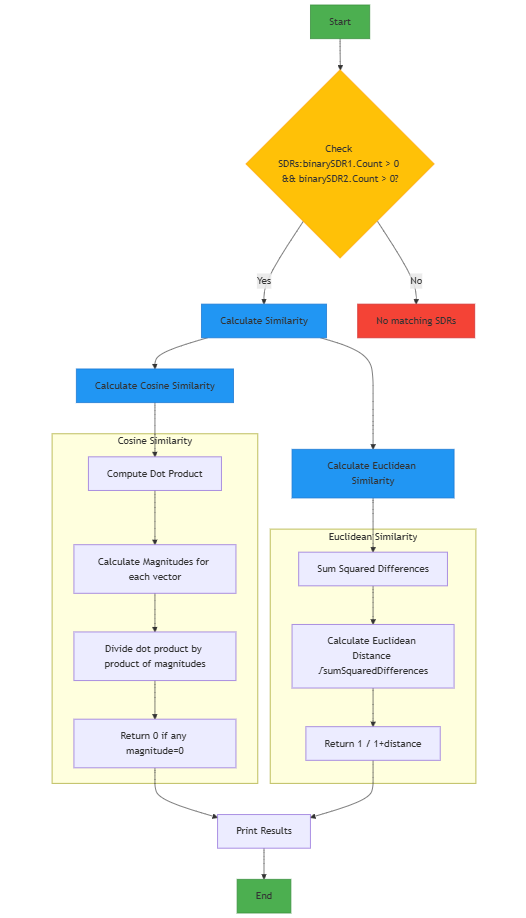 Start
Check
SDRs:binarySDR1.Count > 0
&& binarySDR2.Count > 0?
Yes
No
Calculate Similarity
No matching SDRs
Calculate Cosine Similarity
Cosine Similarity
Compute Dot Product
Calculate Magnitudes for
each vector
Divide dot product by
product of magnitudes
Return 0 if any
magnitude=0
Calculate Euclidean
Similarity
Euclidean Similarity
Sum Squared Differences
Calculate Euclidean
Distance
√sumSquaredDifferences
Return 1 / 1+distance
Print Results
End